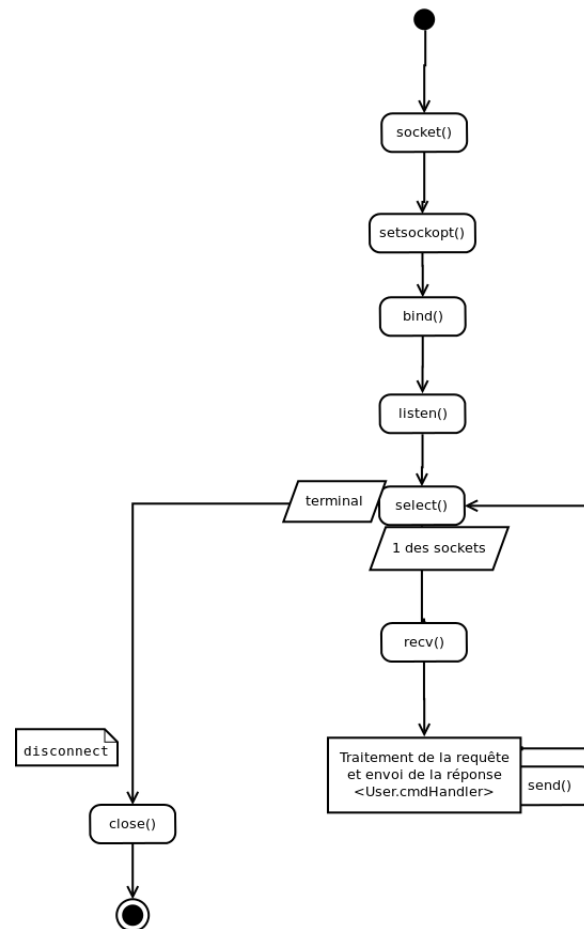 socket()
setsockopt()
bind()
listen()
terminal
select()
1 des sockets
recv()
disconnect
Traitement de la requête
et envoi de la réponse
<User.cmdHandler>
send()
close()